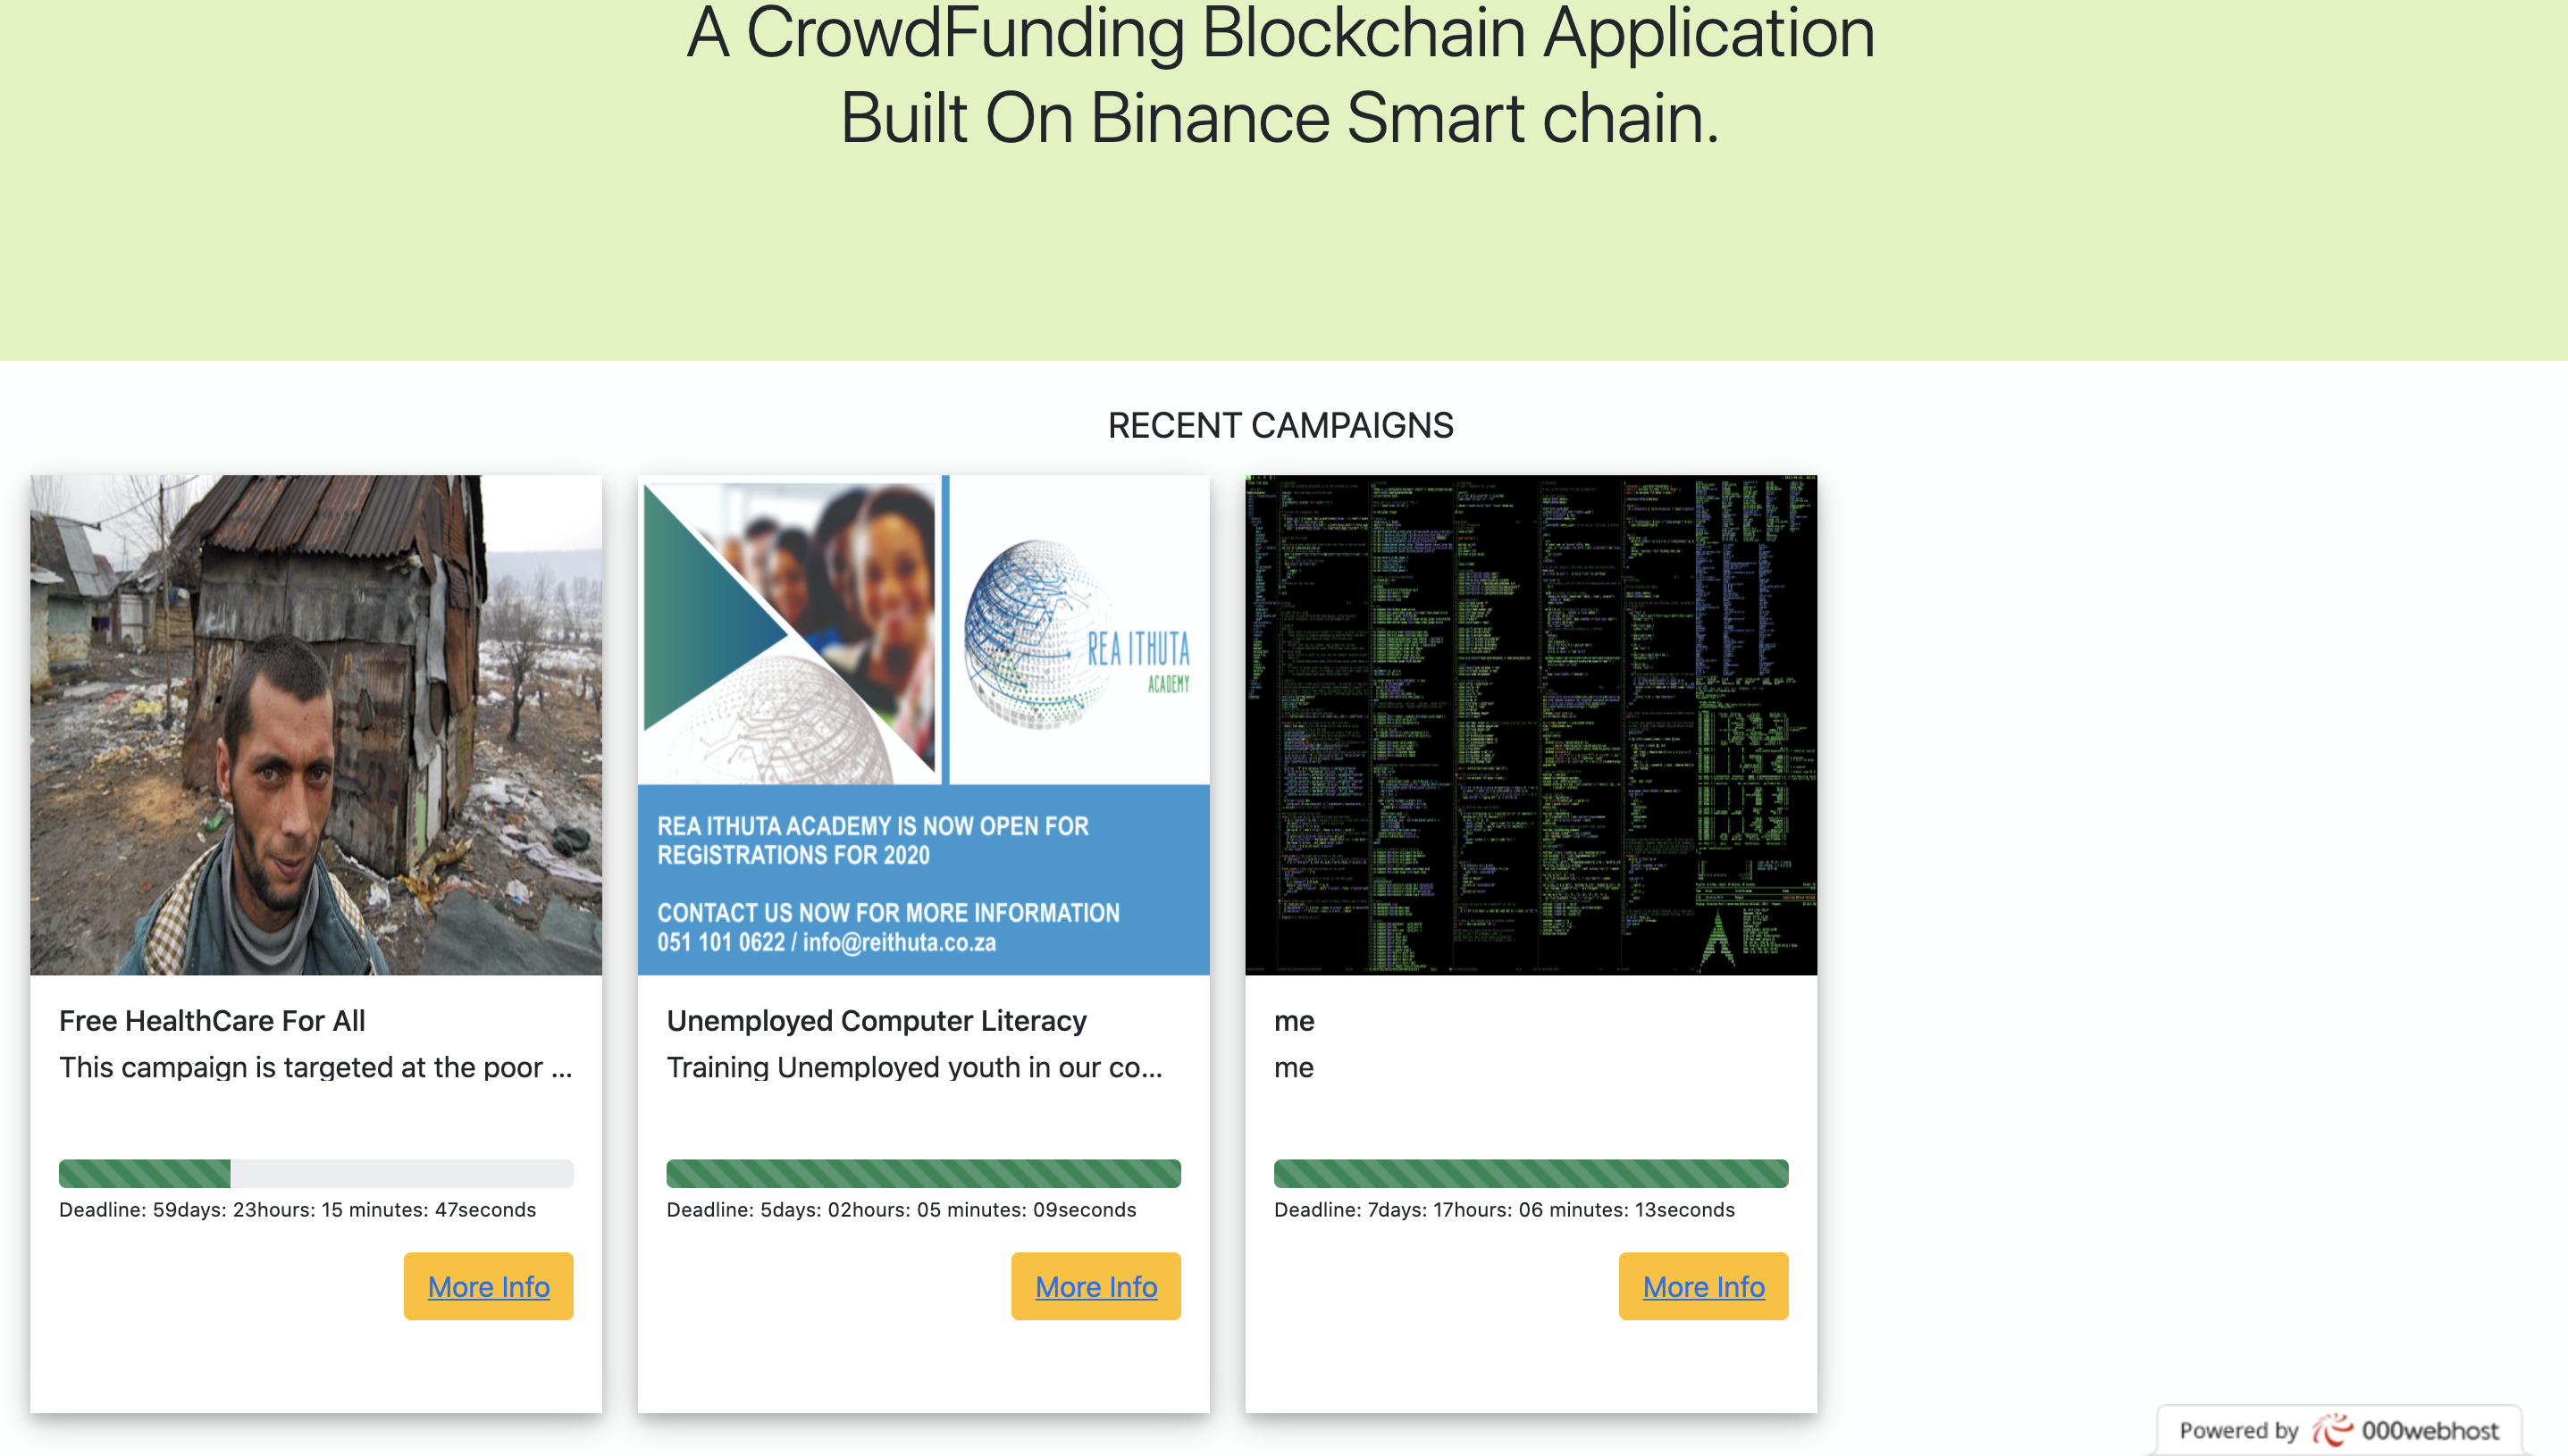 A CrowdFunding Blockchain Application
Built On Binance Smart chain.
RECENT CAMPAIGNS
REA ITHUTA
ACADEMY
REA ITHUTA ACADEMY IS NOW OPEN FOR
REGISTRATIONS FOR 2020
CONTACT US NOW FOR MORE INFORMATION
051 101 0622 / info@reithuta.co.za
Free HealthCare For All
This campaign is targeted at the poor ...
Deadline: 59days: 23hours: 15 minutes: 47seconds
More Info
Unemployed Computer Literacy
Training Unemployed youth in our co...
Deadline: 5days: 02hours: 05 minutes: 09seconds
More Info
me
me
Deadline: 7days: 17hours: 06 minutes: 13seconds
More Info
Powered by 000webhost